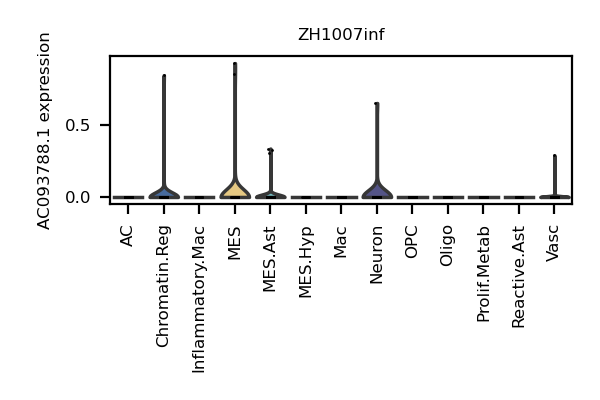 ZH1007inf
AC093788.1 expression
0.5
0.0
AC
Chromatin.Reg
Inflammatory.Mac
MES
MES.Ast
MES.Hyp
Mac
Neuron
OPC
Oligo
Prolif.Metab
Reactive.Ast
Vasc